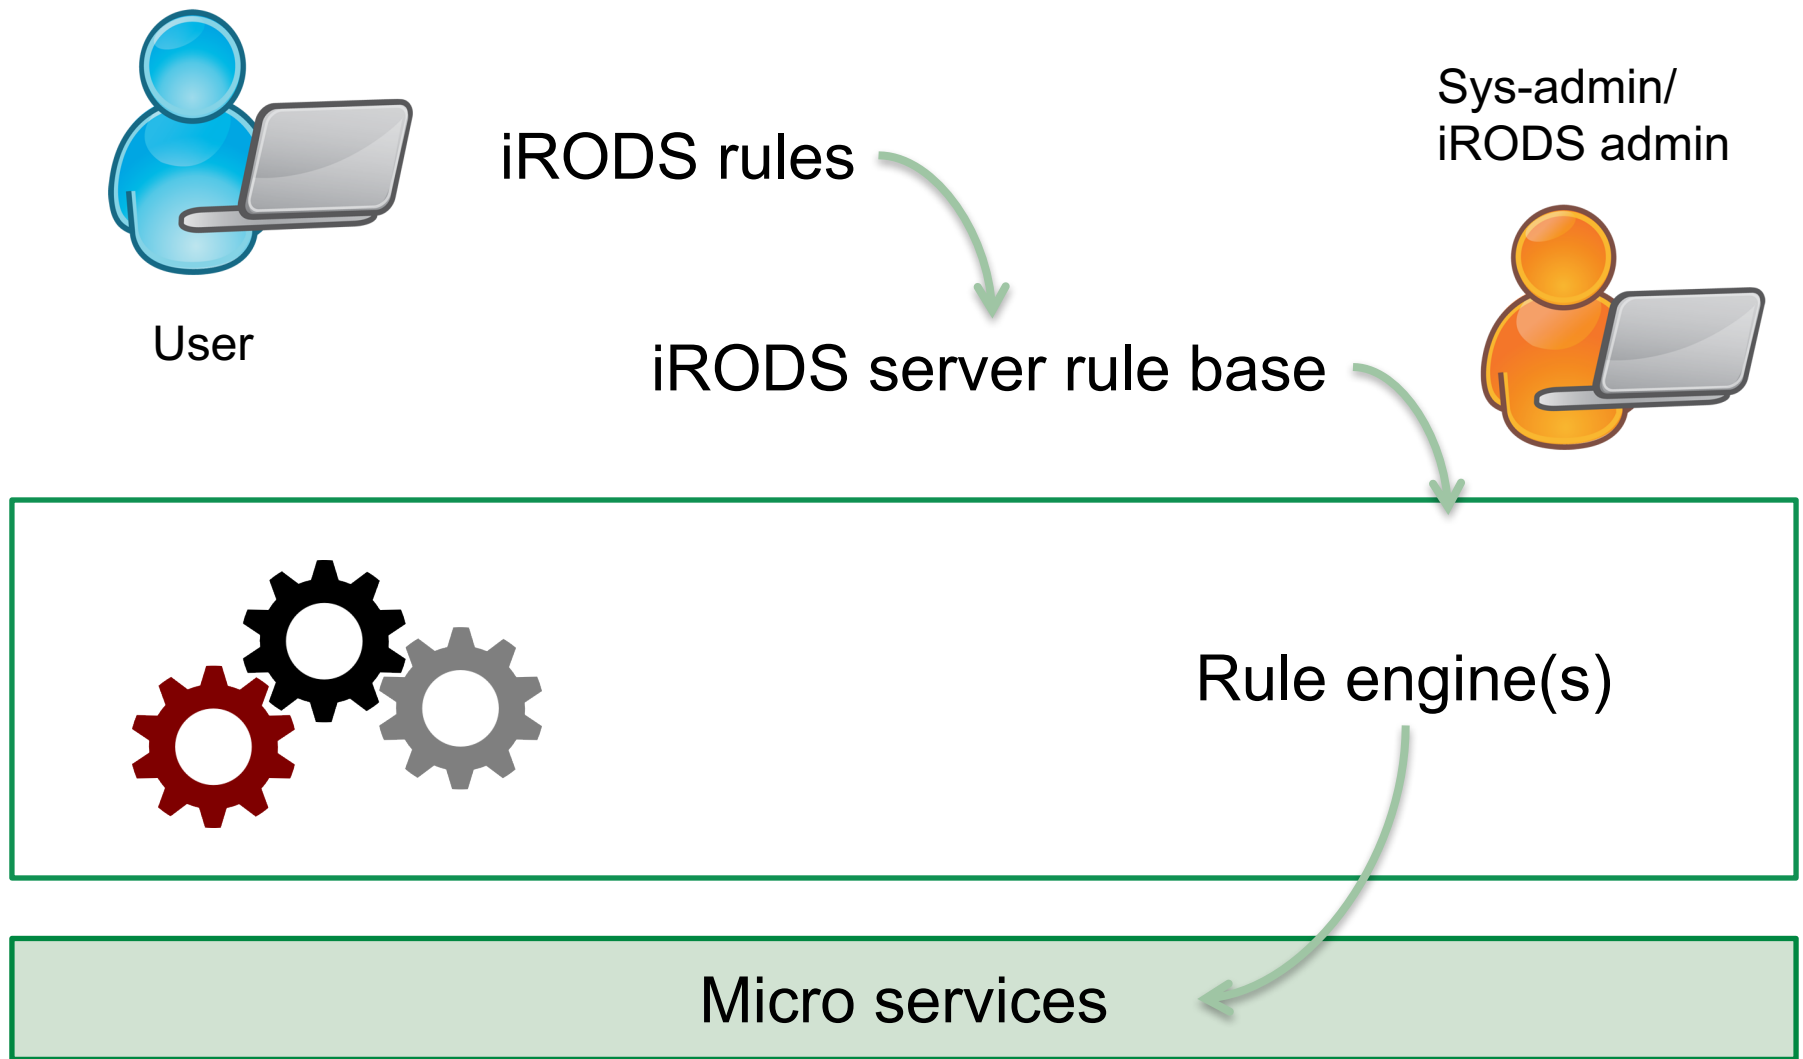 Sys-admin/
iRODS admin
iRODS rules
User
iRODS server rule base
Rule engine(s)
Micro services